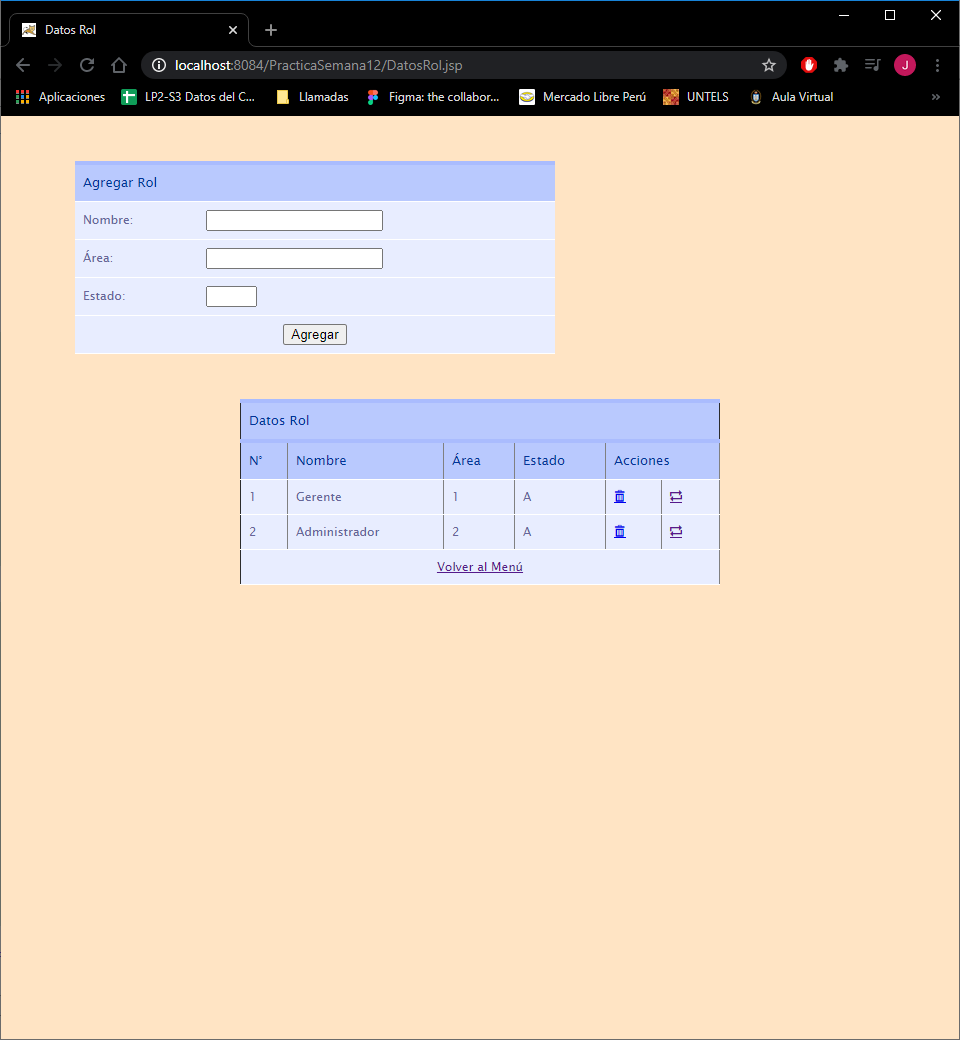 Datos Rol
localhost:8084/PracticaSemana12/DatosRol.jsp
J
Aplicaciones LP2-S3 Datos del C... Llamadas Figma: the collabor... Mercado Libre Perú UNTELS Aula Virtual »
Agregar Rol
Nombre:
Área:
Estado:
Agregar
Datos Rol
N° Nombre Área Estado Acciones
1 Gerente 1 A
2 Administrador 2 A
Volver al Menú